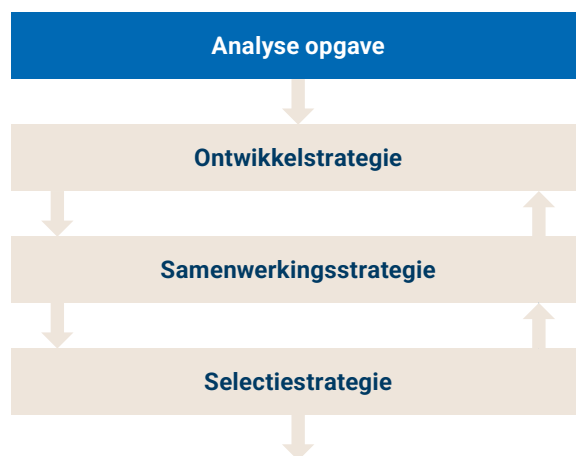 Analyse opgave
Ontwikkelstrategie
Samenwerkingsstrategie
Selectiestrategie